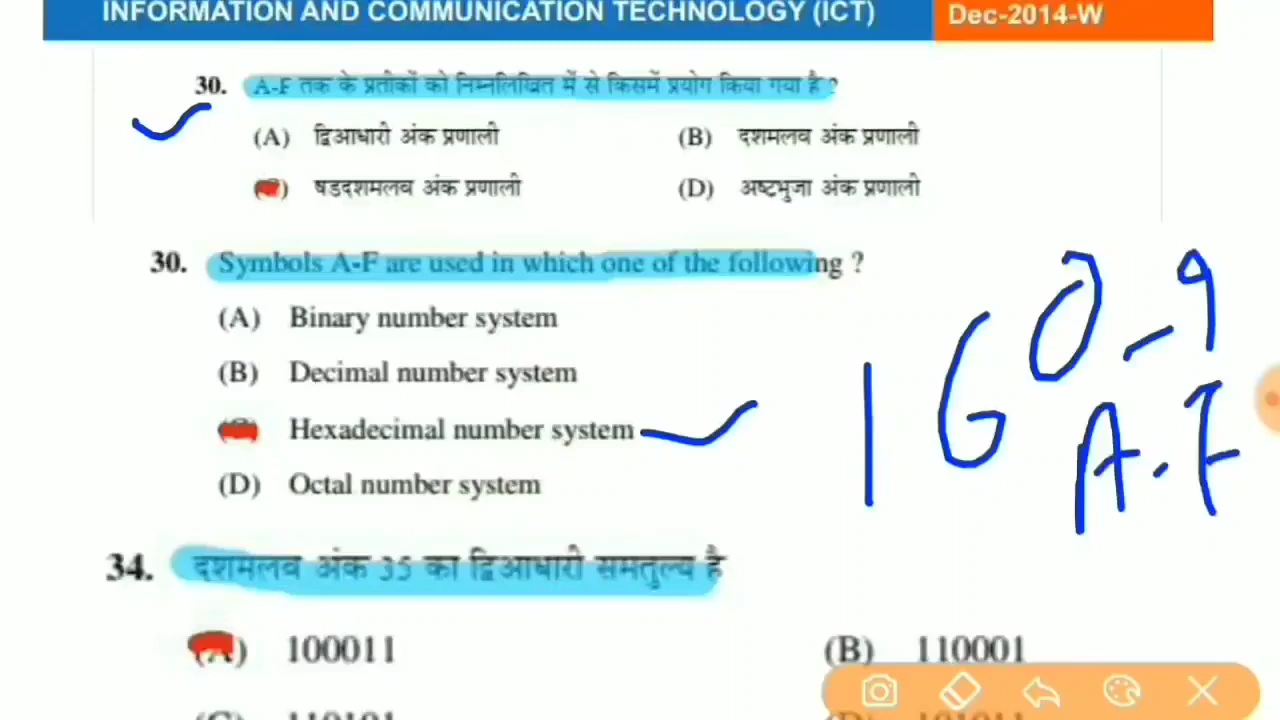 INFORMATION AND COMMUNICATION TECHNOLOGY (ICT) Dec-2014-W
30. A-F तक के प्रतीकों को निम्नलिखित में से किसमें प्रयोग किया गया है ?
(A) द्विआधारी अंक प्रणाली (B) दशमलव अंक प्रणाली
) षडदशमलव अंक प्रणाली (D) अष्टभुजा अंक प्रणाली
30. Symbols A-F are used in which one of the following ?
(A) Binary number system
(B) Decimal number system
Hexadecimal number system
(D) Octal number system
16 0-9
A-F
34. दशमलव अंक 35 का द्विआधारी समतुल्य है
(A) 100011 (B) 110001